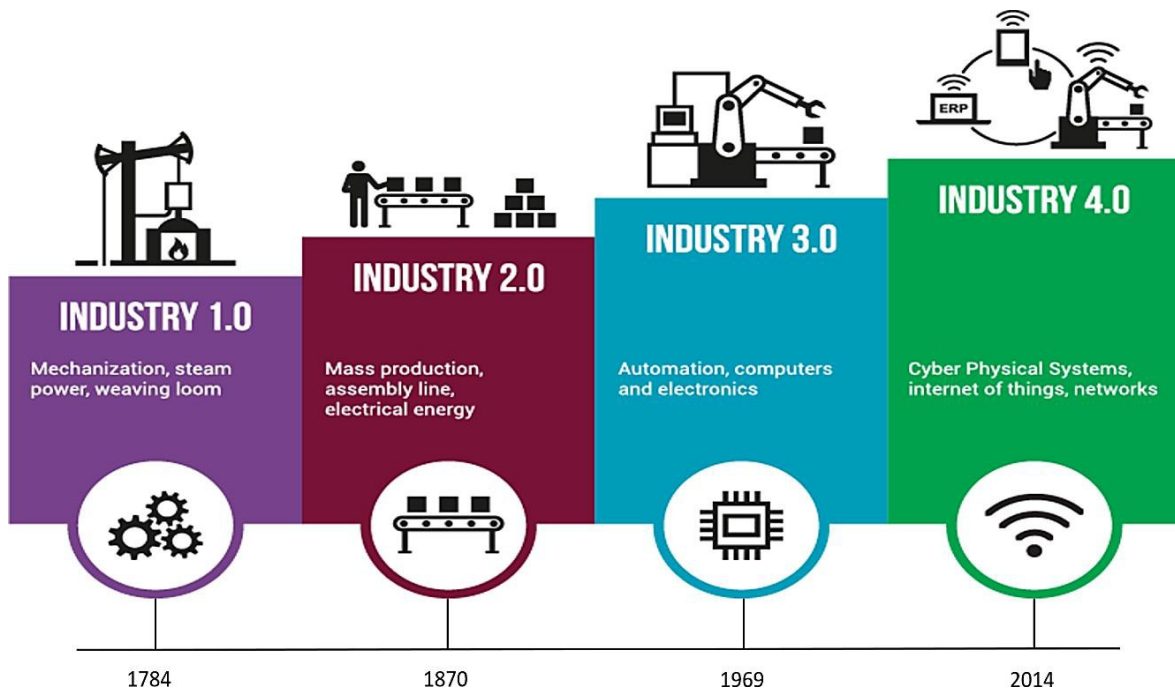 ERP
INDUSTRY 1.0
Mechanization, steam
power, weaving loom
INDUSTRY 2.0
Mass production,
assembly line,
electrical energy
INDUSTRY 3.0
Automation, computers
and electronics
INDUSTRY 4.0
Cyber Physical Systems,
internet of things, networks
1784
1870
1969
2014